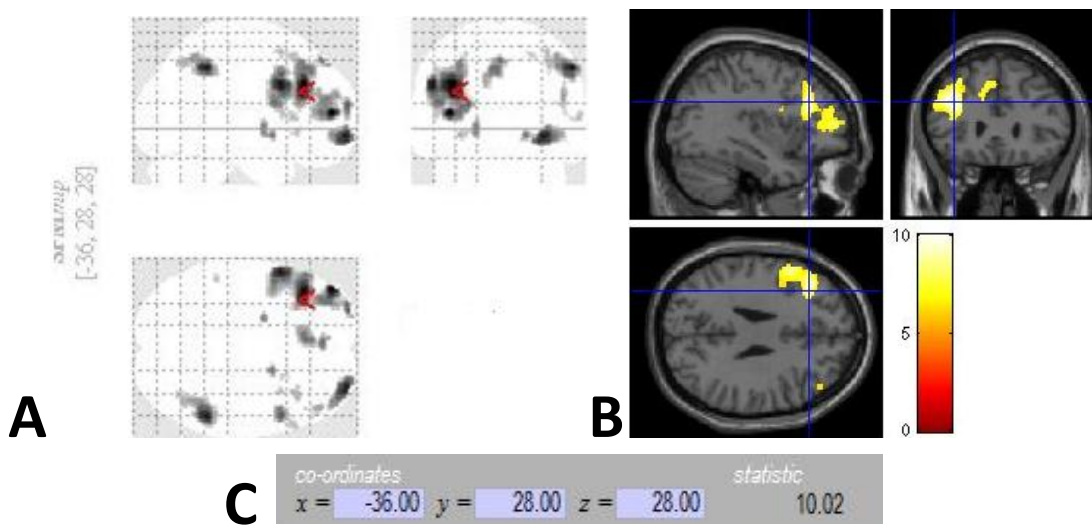 [-36, 28, 28]
A
B
10
5
0
C
co-ordinates
statistic
x = -36.00 y = 28.00 z = 28.00
10.02